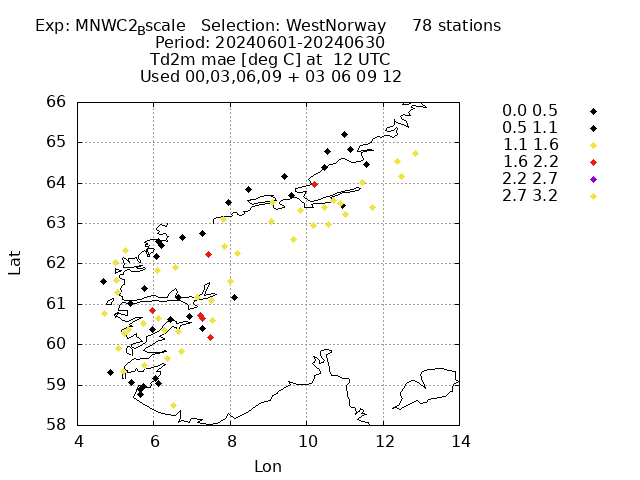 Exp: MNWC2_Bscale Selection: WestNorway 78 stations
Period: 20240601-20240630
Td2m mae [deg C] at 12 UTC
Used 00,03,06,09 + 03 06 09 12
66
65
64
63
62
61
60
59
58
Lat
4 6 8 10 12 14
Lon
0.0 0.5
0.5 1.1
1.1 1.6
1.6 2.2
2.2 2.7
2.7 3.2